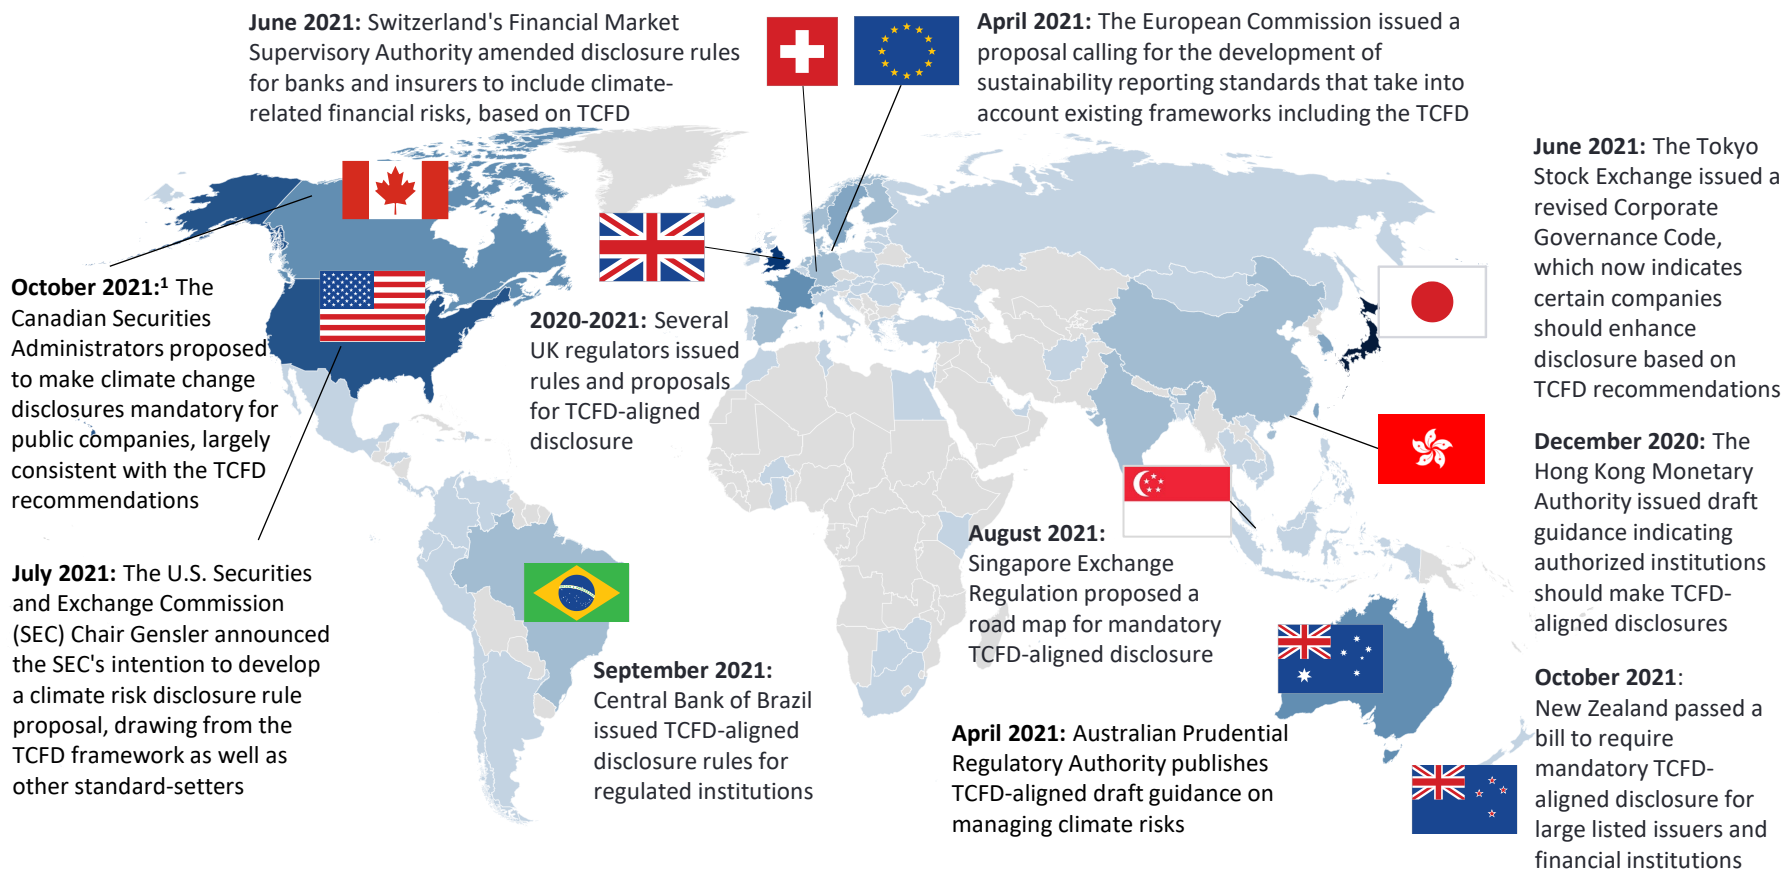 June 2021: Switzerland's Financial Market
Supervisory Authority amended disclosure rules
for banks and insurers to include climate-
related financial risks, based on TCFD
April 2021: The European Commission issued a
proposal calling for the development of
sustainability reporting standards that take into
account existing frameworks including the TCFD
June 2021: The Tokyo
Stock Exchange issued a
revised Corporate
Governance Code,
which now indicates
certain companies
should enhance
disclosure based on
TCFD recommendations
October 2021:¹ The
Canadian Securities
Administrators proposed
to make climate change
disclosures mandatory for
public companies, largely
consistent with the TCFD
recommendations
2020-2021: Several
UK regulators issued
rules and proposals
for TCFD-aligned
disclosure
December 2020: The
Hong Kong Monetary
Authority issued draft
guidance indicating
authorized institutions
should make TCFD-
aligned disclosures
July 2021: The U.S. Securities
and Exchange Commission
(SEC) Chair Gensler announced
the SEC's intention to develop
a climate risk disclosure rule
proposal, drawing from the
TCFD framework as well as
other standard-setters
September 2021:
Central Bank of Brazil
issued TCFD-aligned
disclosure rules for
regulated institutions
August 2021:
Singapore Exchange
Regulation proposed a
road map for mandatory
TCFD-aligned disclosure
April 2021: Australian Prudential
Regulatory Authority publishes
TCFD-aligned draft guidance on
managing climate risks
October 2021:
New Zealand passed a
bill to require
mandatory TCFD-
aligned disclosure for
large listed issuers and
financial institutions